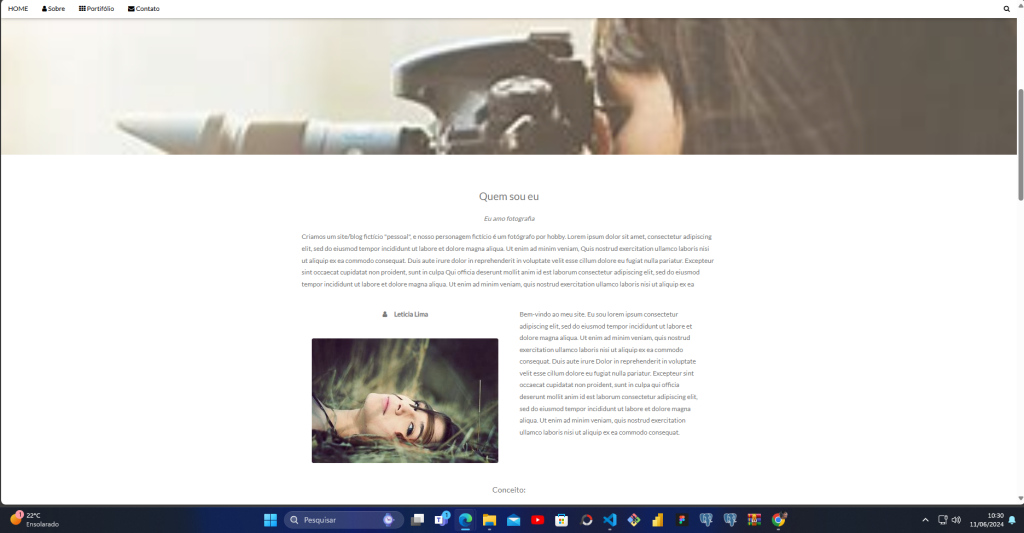 HOME Sobre Portifólio Contato
Quem sou eu
Eu amo fotografia
Criamos um site/blog fictício "pessoal", e nosso personagem fictício é um fotógrafo por hobby. Lorem ipsum dolor sit amet, consectetur adipiscing
elit, sed do eiusmod tempor incididunt ut labore et dolore magna aliqua. Ut enim ad minim veniam, Quis nostrud exercitation ullamco laboris nisi
ut aliquip ex ea commodo consequat. Duis aute irure dolor in reprehenderit in voluptate velit esse cillum dolore eu fugiat nulla pariatur. Excepteur
sint occaecat cupidatat non proident, sunt in culpa Qui officia deserunt mollit anim id est laborum consectetur adipiscing elit, sed do eiusmod
tempor incididunt ut labore et dolore magna aliqua. Ut enim ad minim veniam, quis nostrud exercitation ullamco laboris nisi ut aliquip ex ea
Leticia Lima
Bem-vindo ao meu site. Eu sou lorem ipsum consectetur
adipiscing elit, sed do eiusmod tempor incididunt ut labore et
dolore magna aliqua. Ut enim ad minim veniam, quis nostrud
exercitation ullamco laboris nisi ut aliquip ex ea commodo
consequat. Duis aute irure Dolor in reprehenderit in voluptate
velit esse cillum dolore eu fugiat nulla pariatur. Excepteur sint
occaecat cupidatat non proident, sunt in culpa qui officia
deserunt mollit anim id est laborum consectetur adipiscing elit,
sed do eiusmod tempor incididunt ut labore et dolore magna
aliqua. Ut enim ad minim veniam, quis nostrud exercitation
ullamco laboris nisi ut aliquip ex ea commodo consequat.
Conceito:
1
22°C
Ensolarado
Pesquisar
1
10:30
11/06/2024